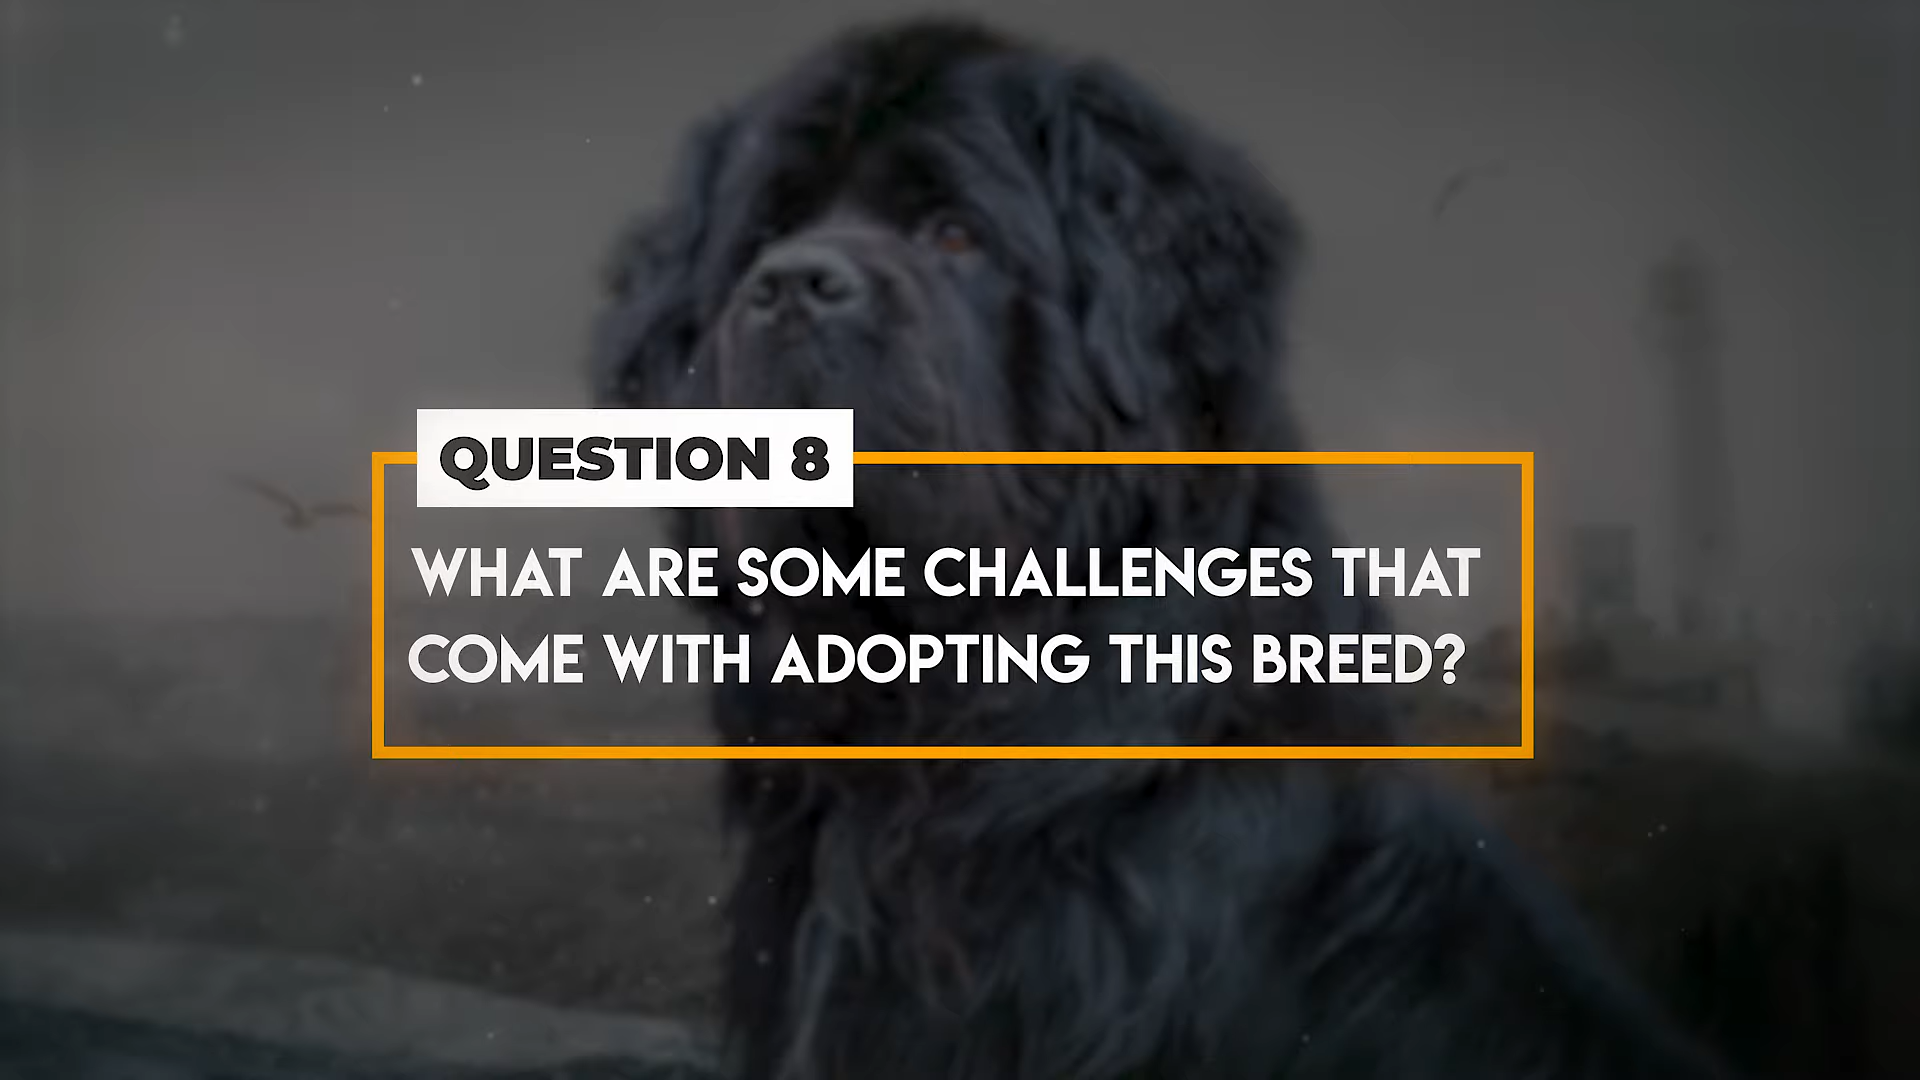 QUESTION 8
WHAT ARE SOME CHALLENGES THAT
COME WITH ADOPTING THIS BREED?